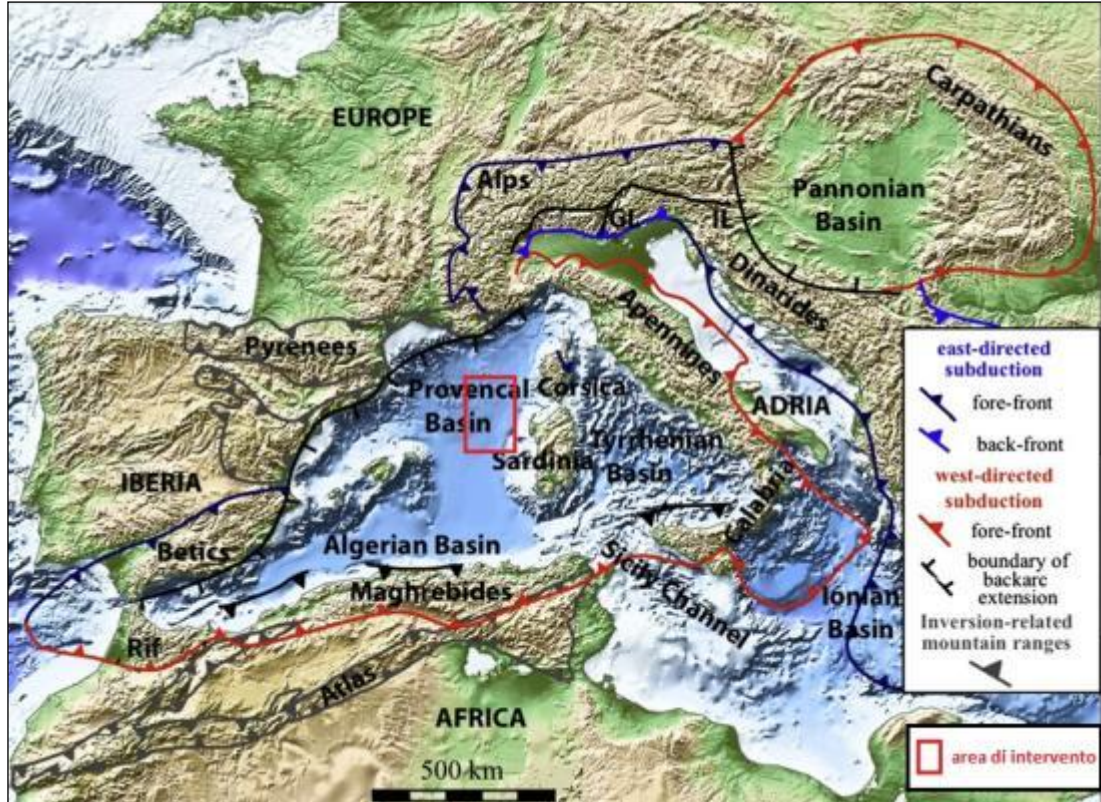 EUROPE
Carpathians
Alps
Pannonian
Basin
GL
IL
Dinarides
Pyrenees
Apennines
Provencal
Basin
Corsica
ADRIA
Tyrrhenian
Basin
Sardinia
IBERIA
Calabria
Betics
Algerian Basin
Maghrebides
Sicily Channel
Ionian
Basin
Rif
Atlas
AFRICA
500 km
east-directed
subduction
fore-front
back-front
west-directed
subduction
fore-front
boundary of
backarc
extension
Inversion-related
mountain ranges
area di intervento